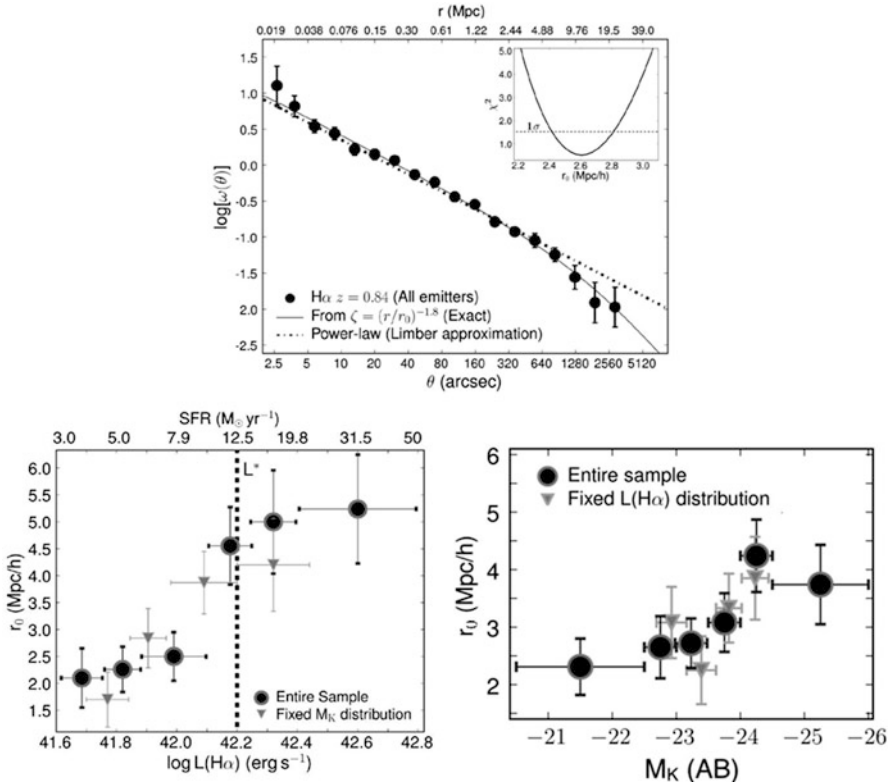 r (Mpc)
0.019 0.038 0.076 0.15 0.30 0.61 1.22 2.44 4.88 9.76 19.5 39.0
1.5
1.0
0.5
0.0
-0.5
-1.0
-1.5
-2.0
-2.5
log[ω(θ)]
5.0
4.0
3.0
2.0
1.0
χ²
1σ
2.2 2.4 2.6 2.8 3.0
r₀ (Mpc/h)
Hα z = 0.84 (All emitters)
From ζ = (r/r₀)⁻¹·⁸ (Exact)
Power-law (Limber approximation)
2.5 5 10 20 40 80 160 320 640 1280 2560 5120
θ (arcsec)
SFR (M⊙ yr⁻¹)
3.0 5.0 7.9 12.5 19.8 31.5 50
6.0
5.5
5.0
4.5
4.0
3.5
3.0
2.5
2.0
1.5
r₀ (Mpc/h)
L*
Entire Sample
Fixed M_K distribution
41.6 41.8 42.0 42.2 42.4 42.6 42.8
log L(Hα) (erg s⁻¹)
6
5
4
3
2
r₀ (Mpc/h)
Entire sample
Fixed L(Hα) distribution
−21 −22 −23 −24 −25 −26
M_K (AB)